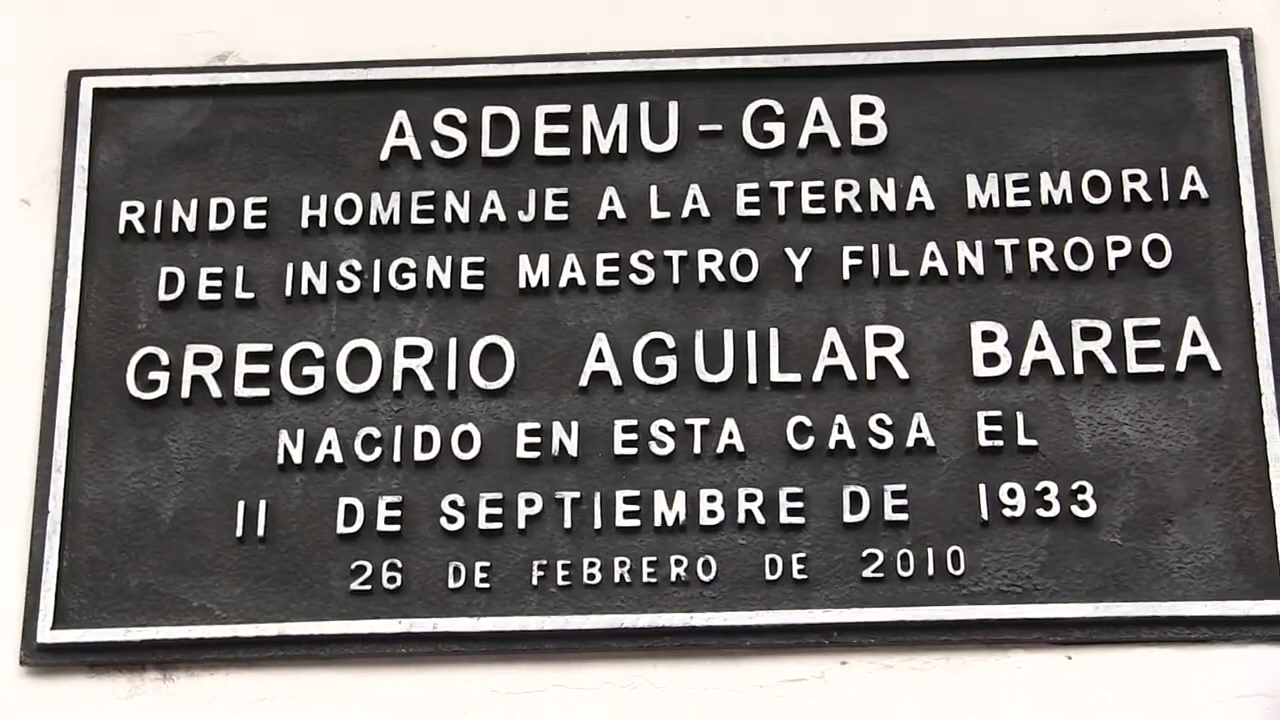 ASDEMU-GAB
RINDE HOMENAJE A LA ETERNA MEMORIA
DEL INSIGNE MAESTRO Y FILANTROPO
GREGORIO AGUILAR BAREA
NACIDO EN ESTA CASA EL
11 DE SEPTIEMBRE DE 1933
26 DE FEBRERO DE 2010